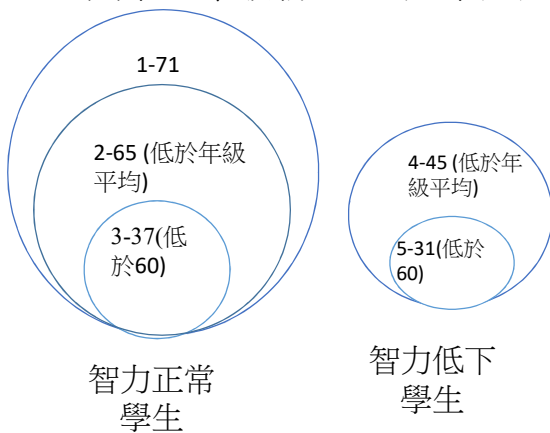 1-71
2-65 (低於年級
平均)
3-37(低
於60)
智力正常
學生
4-45 (低於年
級平均)
5-31(低於
60)
智力低下
學生